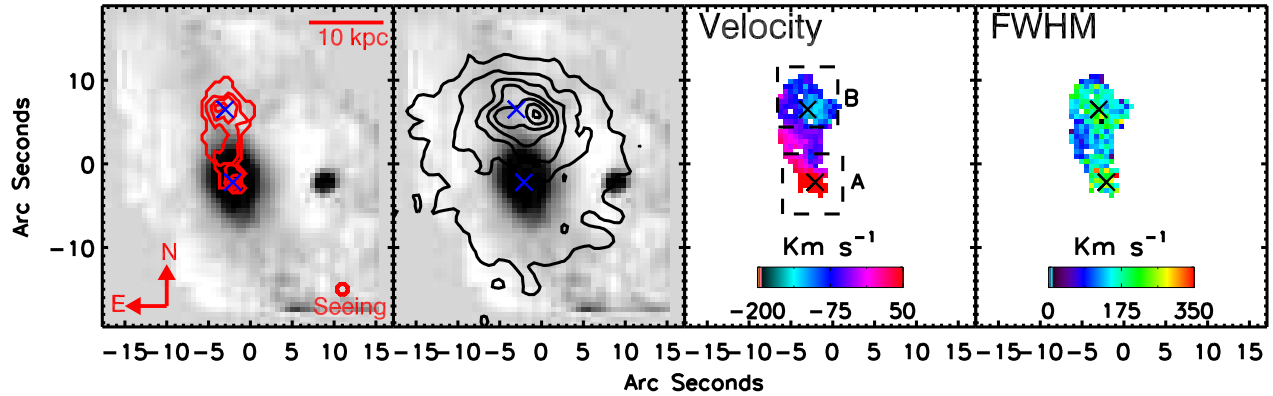 10 kpc
Velocity
FWHM
10
0
−10
Arc Seconds
B
A
N
E
Seeing
Km s⁻¹
−200 −75 50
Km s⁻¹
0 175 350
−15−10 −5 0 5 10 15
−15−10 −5 0 5 10 15
−15−10 −5 0 5 10 15
−15−10 −5 0 5 10 15
Arc Seconds